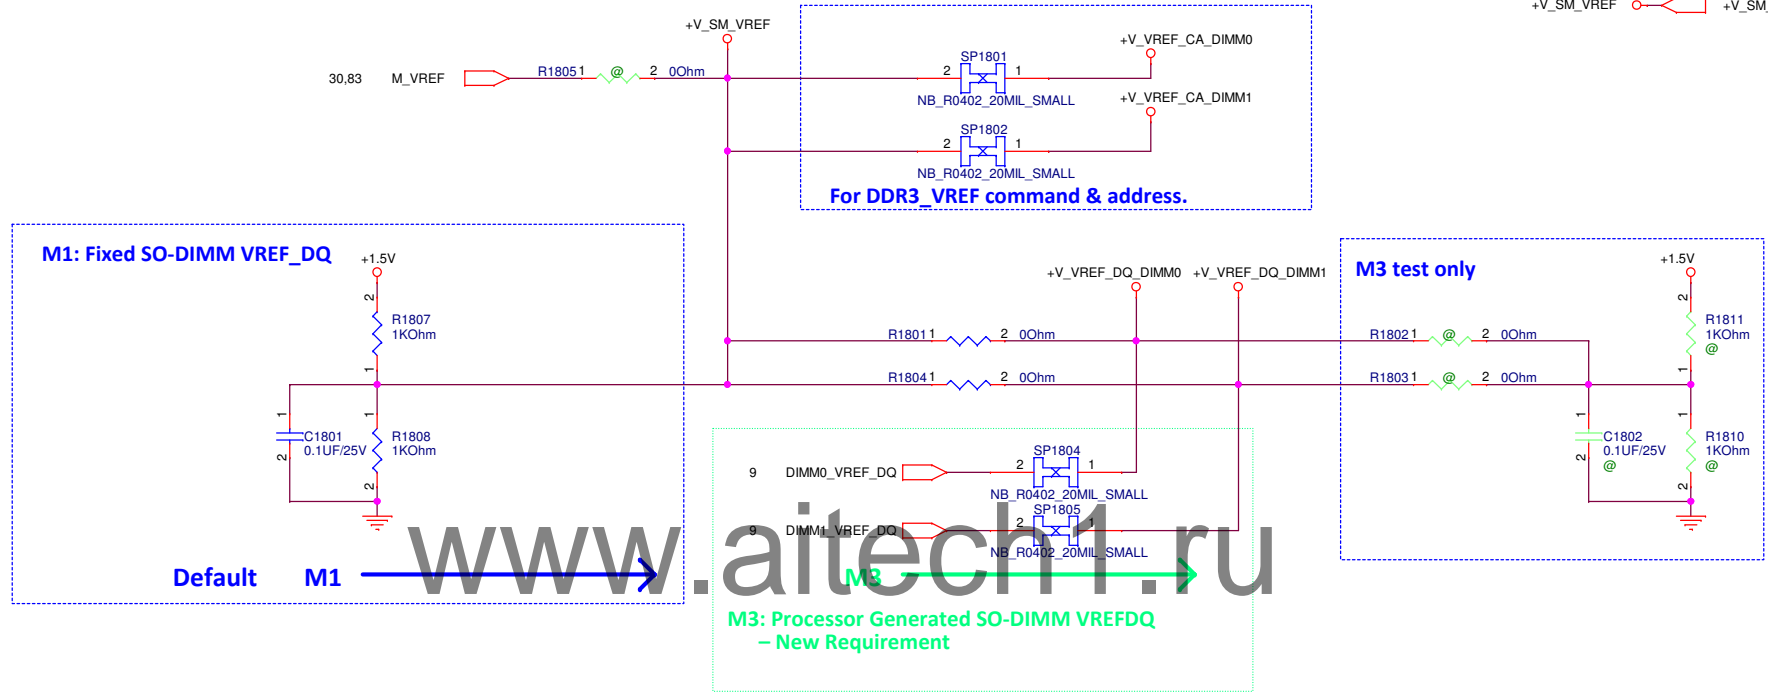 +V_SM_VREF
+V_SM_VREF
+V_SM_
30,83 M_VREF
R1805 1 @ 2 0Ohm
SP1801
2 1
NB_R0402_20MIL_SMALL
+V_VREF_CA_DIMM0
+V_VREF_CA_DIMM1
SP1802
2 1
NB_R0402_20MIL_SMALL
For DDR3_VREF command & address.
M1: Fixed SO-DIMM VREF_DQ
+1.5V
2
R1807
1KOhm
1
1
C1801
0.1UF/25V
2
1
R1808
1KOhm
2
Default M1
+V_VREF_DQ_DIMM0 +V_VREF_DQ_DIMM1
R1801 1 2 0Ohm
R1804 1 2 0Ohm
9 DIMM0_VREF_DQ
SP1804
2 1
NB_R0402_20MIL_SMALL
9 DIMM1_VREF_DQ
SP1805
2 1
NB_R0402_20MIL_SMALL
M3
M3: Processor Generated SO-DIMM VREFDQ
– New Requirement
M3 test only
+1.5V
2
R1811
1KOhm
@
1
R1802 1 @ 2 0Ohm
R1803 1 @ 2 0Ohm
1
C1802
0.1UF/25V
@
2
1
R1810
1KOhm
@
2
www.aitech1.ru